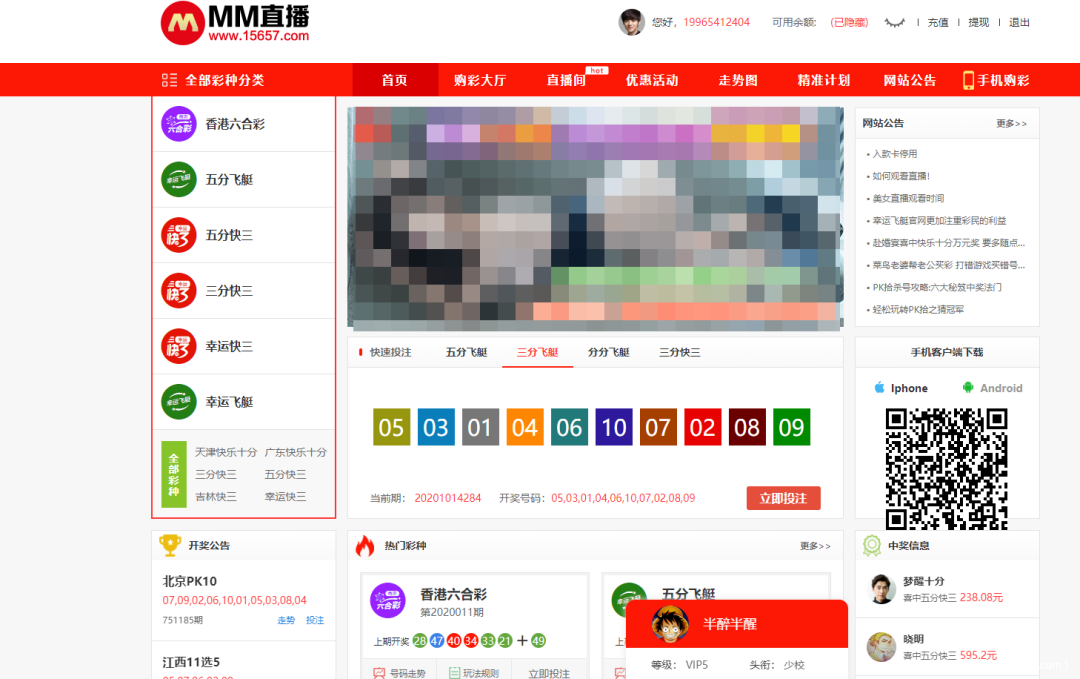 MM直播
www.15657.com
您好，19965412404 可用余额: (已隐藏) | 充值 | 提现 | 退出
全部彩种分类 首页 购彩大厅 直播间 hot 优惠活动 走势图 精准计划 网站公告 手机购彩
六合彩 香港六合彩
幸运飞艇 五分飞艇
快3 五分快三
快3 三分快三
快3 幸运快三
幸运飞艇 幸运飞艇
全部彩种
天津快乐十分 广东快乐十分
三分快三 五分快三
吉林快三 幸运快三
网站公告 更多>>
• 入款卡停用
• 如何观看直播!
• 美女直播观看时间
• 幸运飞艇官网更加注重彩民的利益
• 赴婚宴喜中快乐十分万元奖 要多随点...
• 菜鸟老婆帮老公买彩 打错游戏买错号...
• PK拾杀号攻略:六大秘笈中奖法门
• 轻松玩转PK拾之猜冠军
快速投注 五分飞艇 三分飞艇 分分飞艇 三分快三
05 03 01 04 06 10 07 02 08 09
当前期: 20201014284 开奖号码: 05,03,01,04,06,10,07,02,08,09 立即投注
手机客户端下载
Iphone Android
开奖公告
北京PK10
07,09,02,06,10,01,05,03,08,04
751185期 走势 投注
江西11选5
热门彩种 更多>>
六合彩 香港六合彩
第2020011期
上期开奖 28 47 40 34 33 21 + 49
号码走势 玩法规则 立即投注
五分飞艇
半醉半醒
等级: VIP5 头衔: 少校
中奖信息
梦醒十分
喜中五分快三 238.08元
晓明
喜中五分快三 595.2元